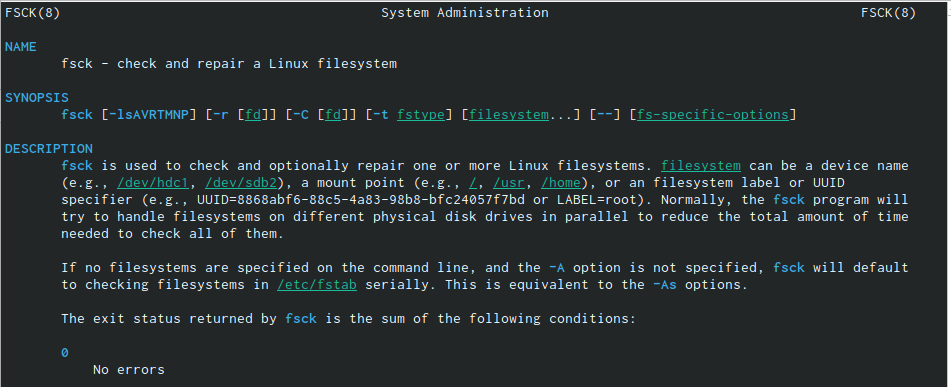 FSCK(8) System Administration FSCK(8)
NAME
fsck – check and repair a Linux filesystem
SYNOPSIS
fsck [-lsAVRTMNP] [-r [fd]] [-C [fd]] [-t fstype] [filesystem...] [--] [fs-specific-options]
DESCRIPTION
fsck is used to check and optionally repair one or more Linux filesystems. filesystem can be a device name
(e.g., /dev/hdc1, /dev/sdb2), a mount point (e.g., /, /usr, /home), or an filesystem label or UUID
specifier (e.g., UUID=8868abf6-88c5-4a83-98b8-bfc24057f7bd or LABEL=root). Normally, the fsck program will
try to handle filesystems on different physical disk drives in parallel to reduce the total amount of time
needed to check all of them.
If no filesystems are specified on the command line, and the -A option is not specified, fsck will default
to checking filesystems in /etc/fstab serially. This is equivalent to the -As options.
The exit status returned by fsck is the sum of the following conditions:
0
No errors